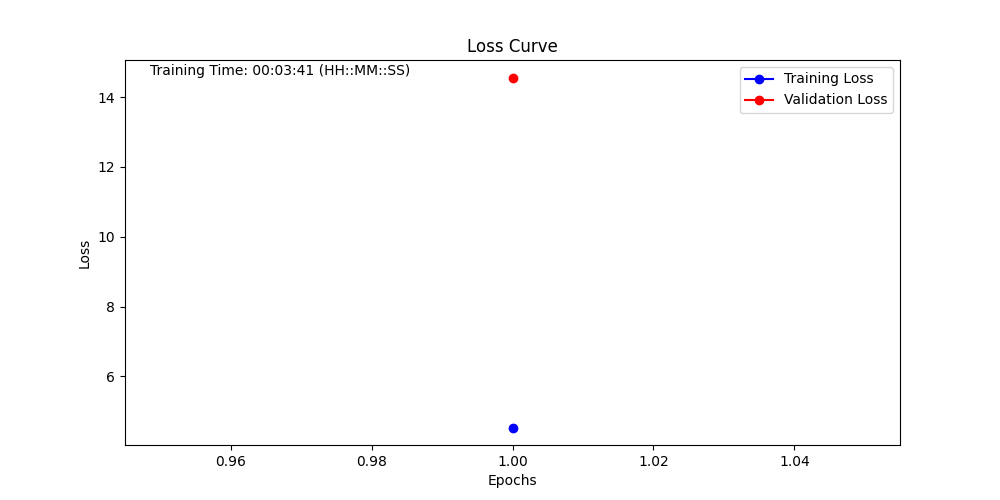 Loss Curve
Training Time: 00:03:41 (HH::MM::SS)
Training Loss
Validation Loss
14
12
10
8
6
Loss
0.96
0.98
1.00
1.02
1.04
Epochs